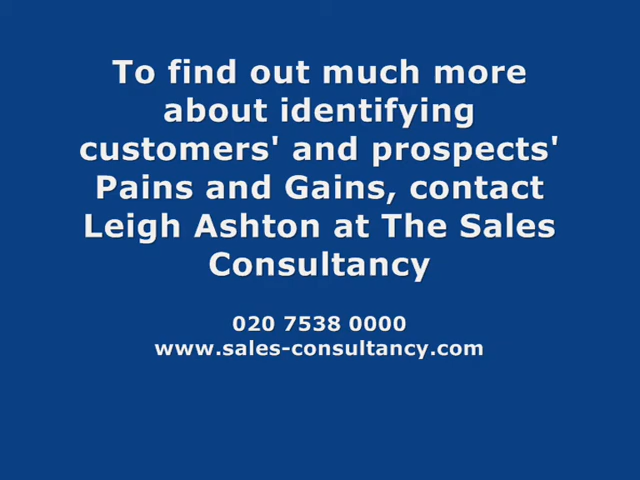 To find out much more
about identifying
customers' and prospects'
Pains and Gains, contact
Leigh Ashton at The Sales
Consultancy
020 7538 0000
www.sales-consultancy.com